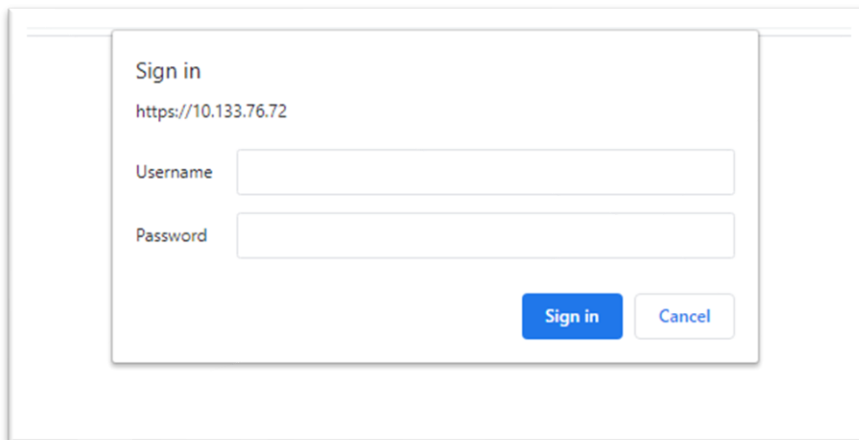 Sign in
https://10.133.76.72
Username
Password
Sign in Cancel